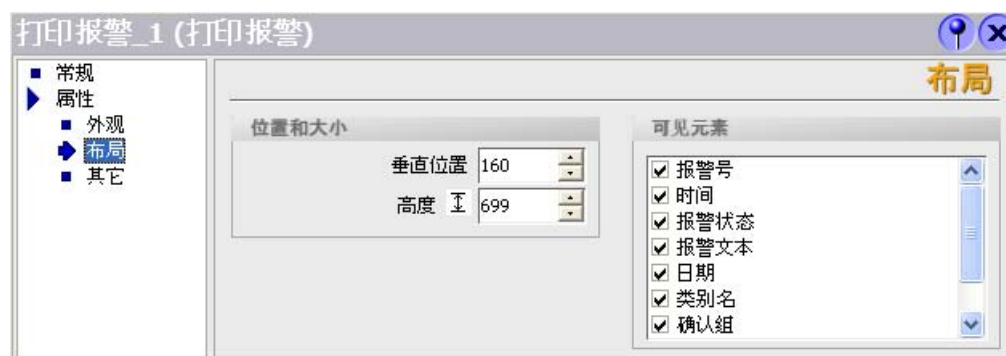 打印报警_1 (打印报警)
常规
属性
外观
布局
其它
布局
位置和大小
垂直位置 160
高度 699
可见元素
报警号
时间
报警状态
报警文本
日期
类别名
确认组